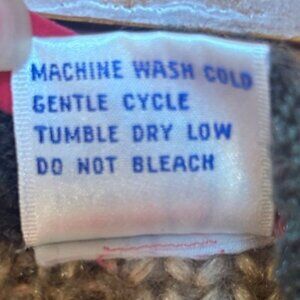 MACHINE WASH COLD
GENTLE CYCLE
TUMBLE DRY LOW
DO NOT BLEACH